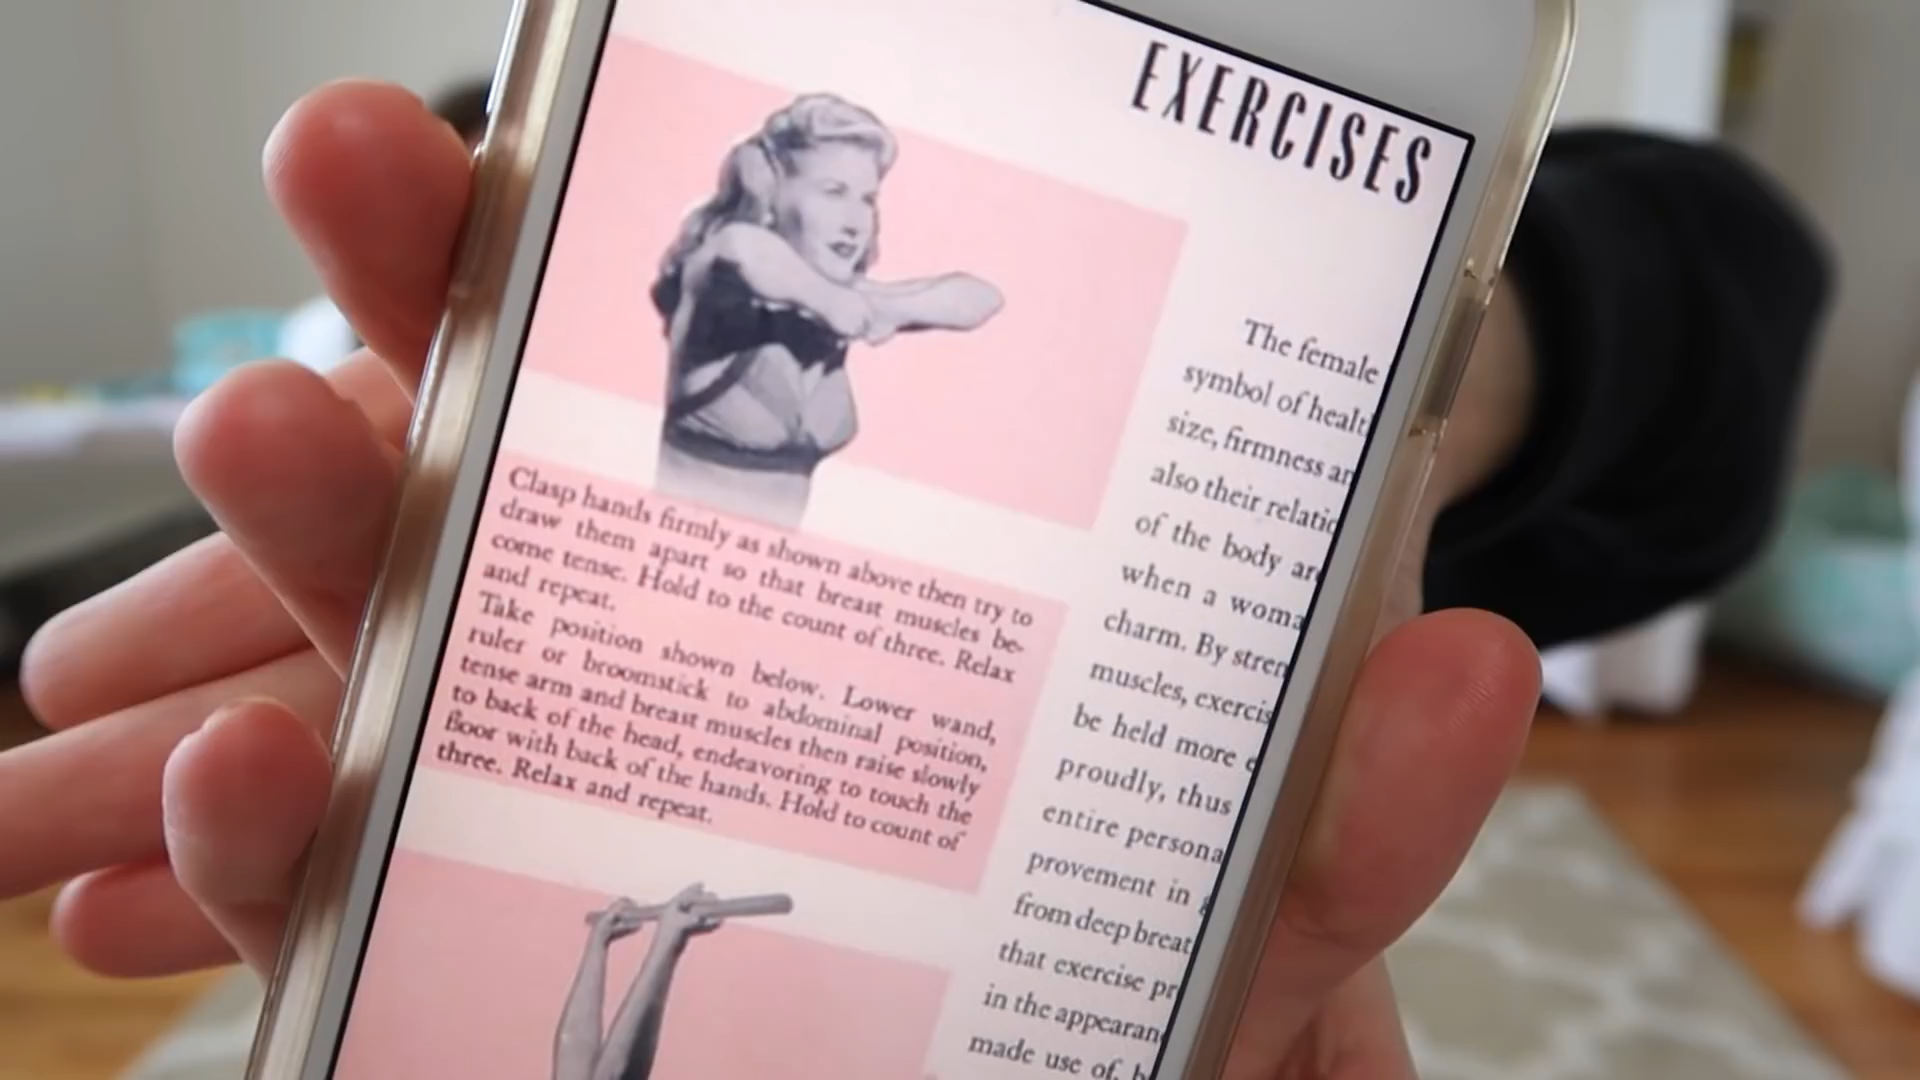 EXERCISES
Clasp hands firmly as shown above then try to
draw them apart so that breast muscles be-
come tense. Hold to the count of three. Relax
and repeat.
Take position shown below. Lower wand,
ruler or broomstick to abdominal position,
tense arm and breast muscles then raise slowly
to back of the head, endeavoring to touch the
floor with back of the hands. Hold to count of
three. Relax and repeat.
The female
symbol of healt
size, firmness an
also their relatio
of the body are
when a woma
charm. By stren
muscles, exercis
be held more
proudly, thus
entire persona
provement in
from deep breat
that exercise pr
in the appearan
made use of, b